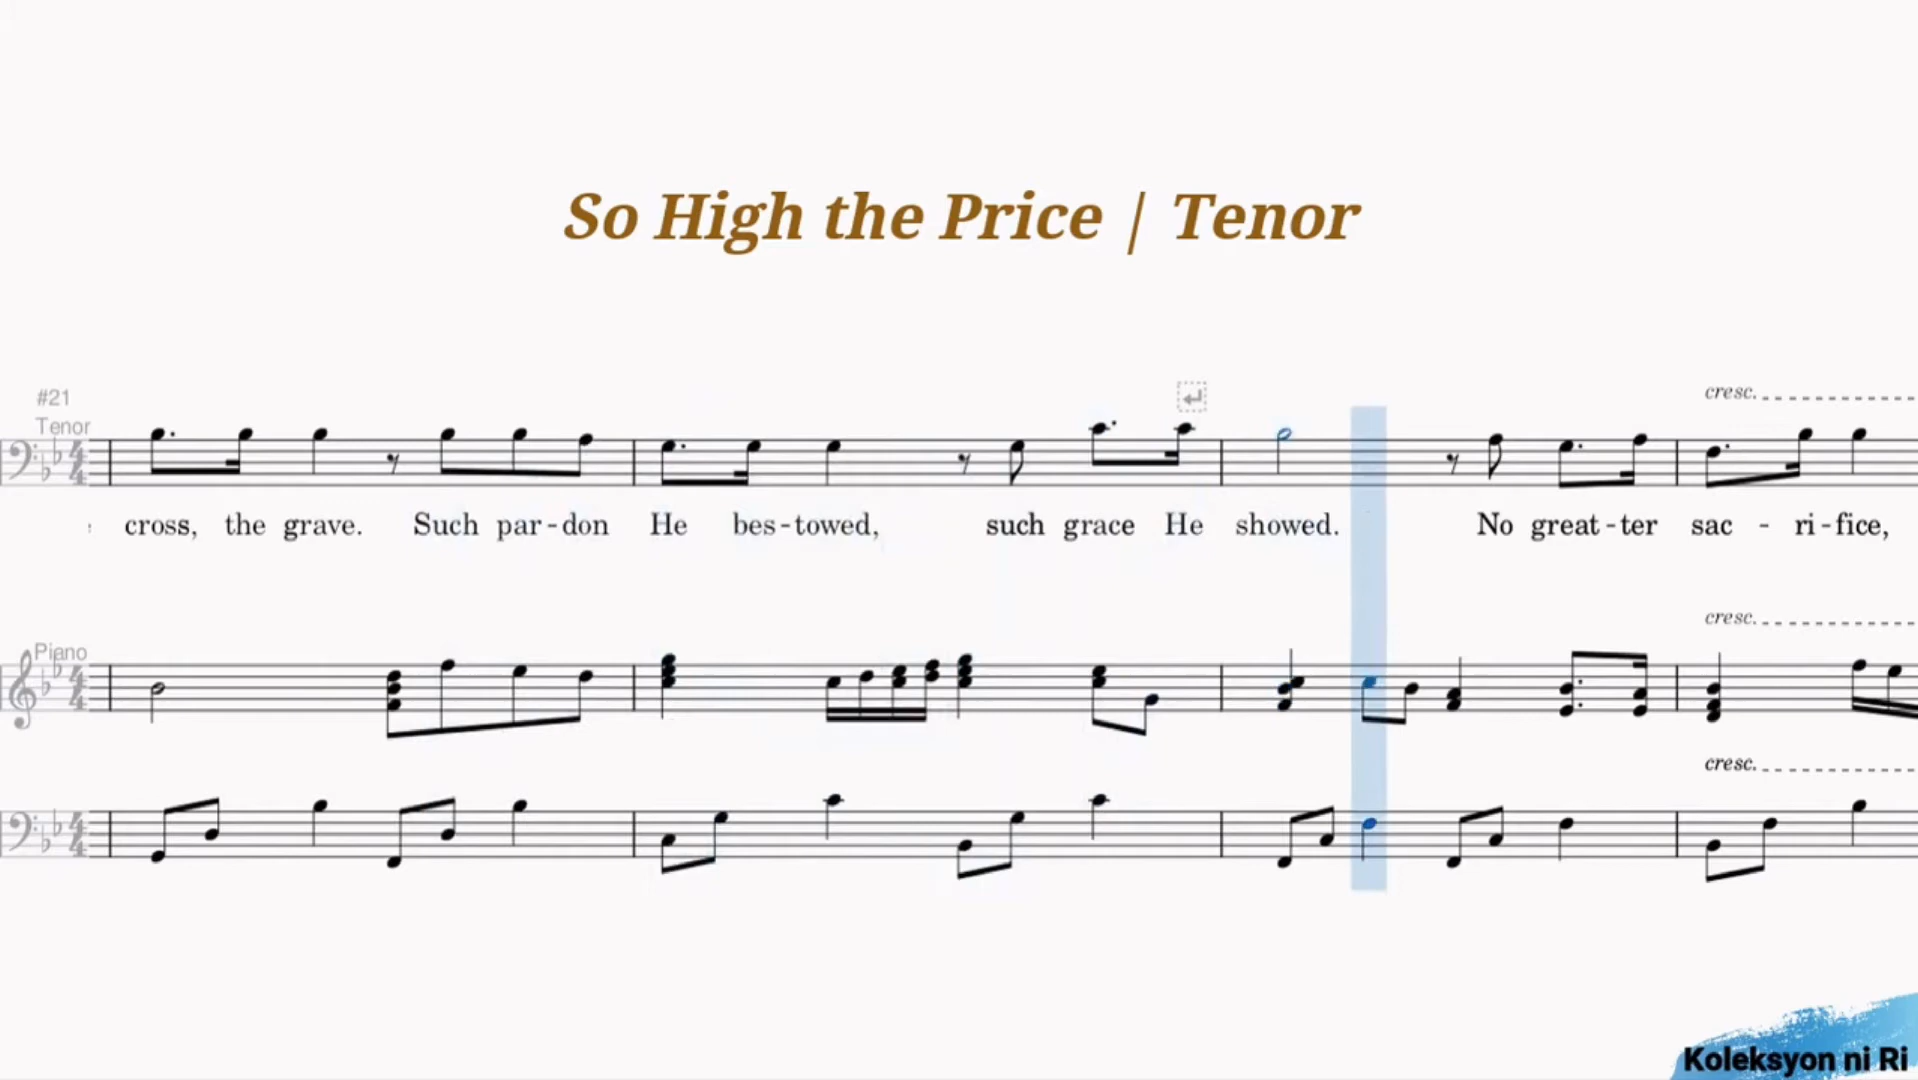 So High the Price | Tenor
#21
Tenor
cresc.
cross, the grave. Such par-don He bes-towed, such grace He showed. No great-ter sac - ri-fice,
Piano
cresc.
cresc.
Koleksyon ni Ri